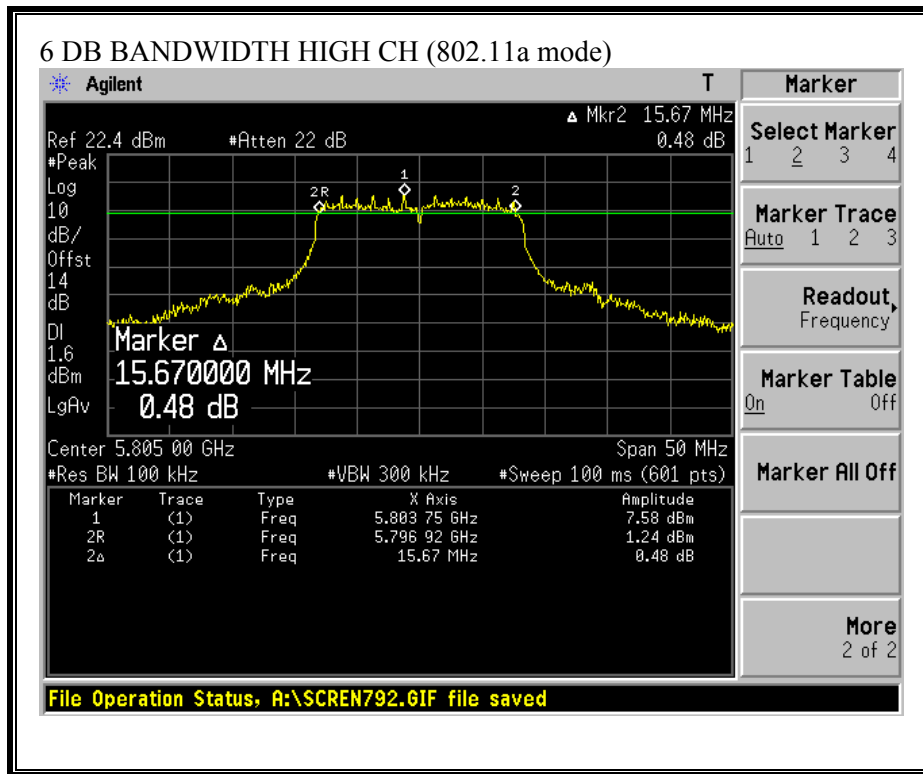 6 DB BANDWIDTH HIGH CH (802.11a mode)
Agilent T
Δ Mkr2 15.67 MHz
Ref 22.4 dBm #Atten 22 dB 0.48 dB
#Peak
Log
10
dB/
Offst
14
dB
DI
1.6
dBm
LgAv
2R
1
2
Marker Δ
15.670000 MHz
0.48 dB
Center 5.805 00 GHz Span 50 MHz
#Res BW 100 kHz #VBW 300 kHz #Sweep 100 ms (601 pts)
Marker Trace Type X Axis Amplitude
1 (1) Freq 5.803 75 GHz 7.58 dBm
2R (1) Freq 5.796 92 GHz 1.24 dBm
2Δ (1) Freq 15.67 MHz 0.48 dB
Marker
Select Marker
1 2 3 4
Marker Trace
Auto 1 2 3
Readout
Frequency
Marker Table
On Off
Marker All Off
More
2 of 2
File Operation Status, A:\SCREN792.GIF file saved